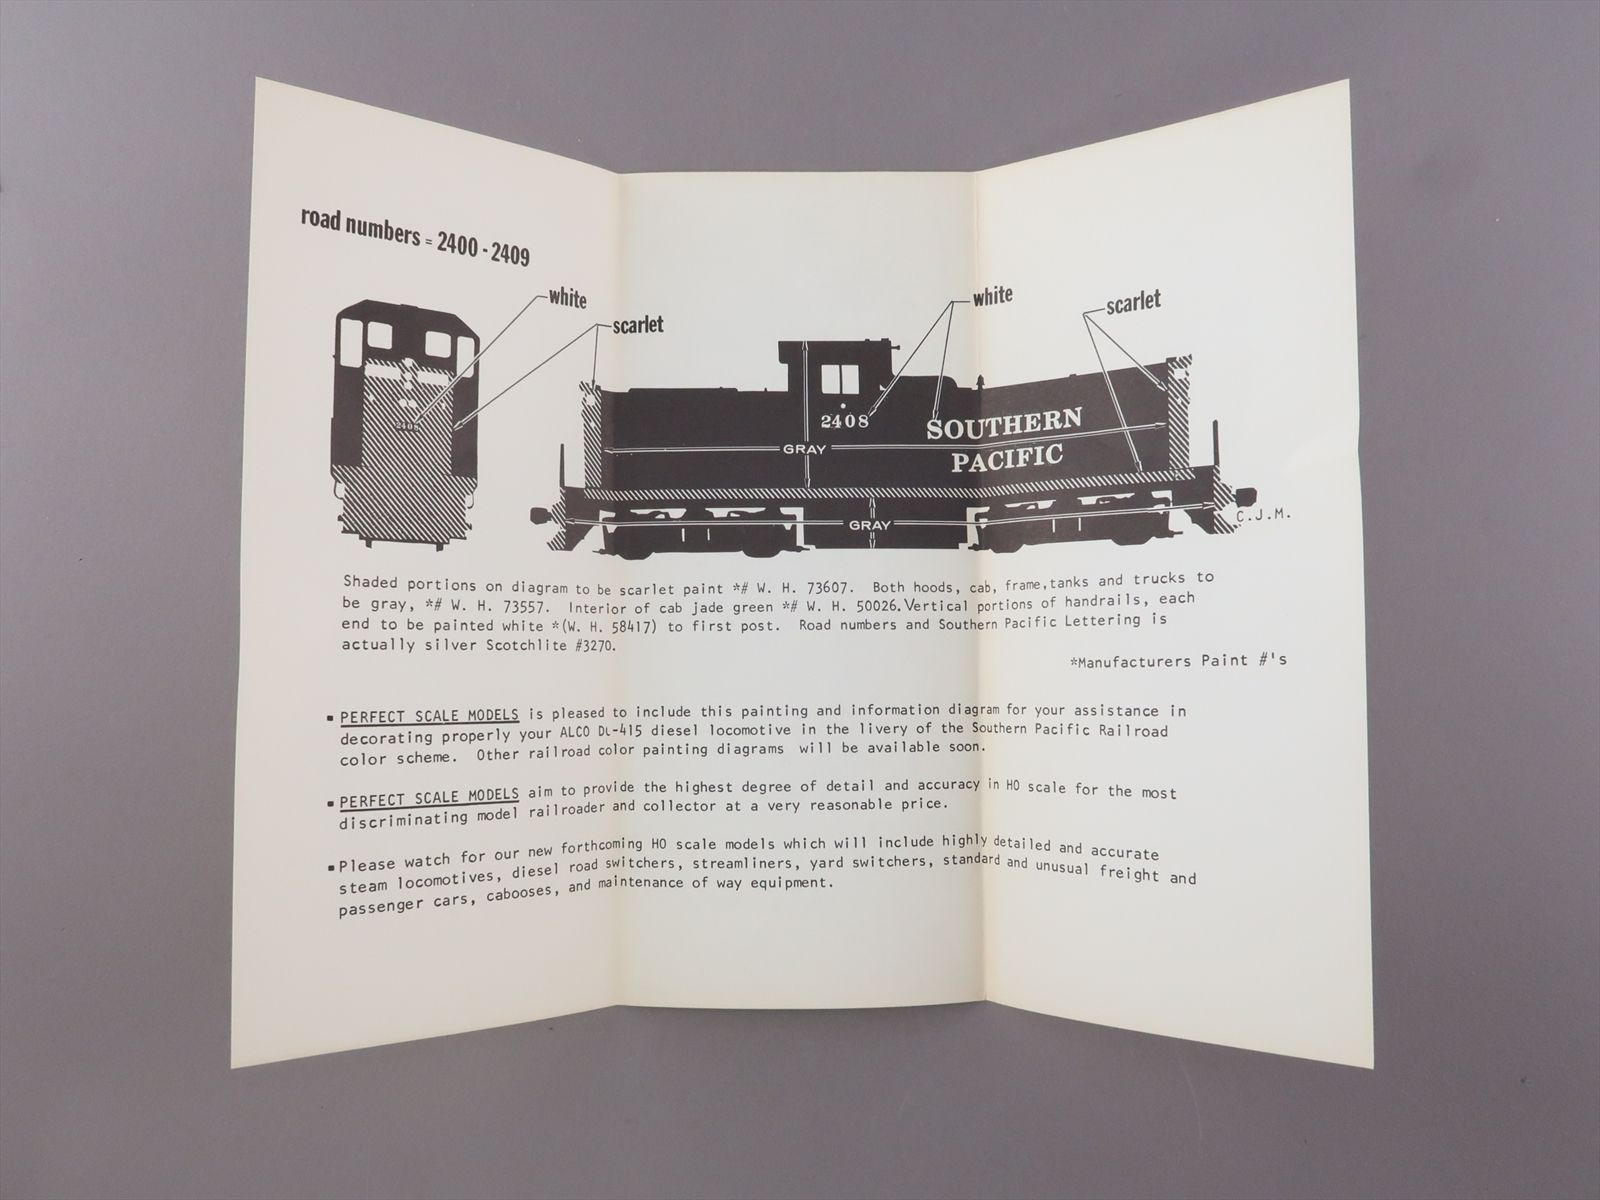 road numbers = 2400 - 2409
white
scarlet
white
scarlet
2408
2408
SOUTHERN
PACIFIC
GRAY
GRAY
C.J.M.
Shaded portions on diagram to be scarlet paint *# W. H. 73607. Both hoods, cab, frame,tanks and trucks to
be gray, *# W. H. 73557. Interior of cab jade green *# W. H. 50026.Vertical portions of handrails, each
end to be painted white *(W. H. 58417) to first post. Road numbers and Southern Pacific Lettering is
actually silver Scotchlite #3270.
*Manufacturers Paint #'s
▪ PERFECT SCALE MODELS is pleased to include this painting and information diagram for your assistance in
decorating properly your ALCO DL-415 diesel locomotive in the livery of the Southern Pacific Railroad
color scheme. Other railroad color painting diagrams will be available soon.
▪ PERFECT SCALE MODELS aim to provide the highest degree of detail and accuracy in HO scale for the most
discriminating model railroader and collector at a very reasonable price.
▪ Please watch for our new forthcoming HO scale models which will include highly detailed and accurate
steam locomotives, diesel road switchers, streamliners, yard switchers, standard and unusual freight and
passenger cars, cabooses, and maintenance of way equipment.